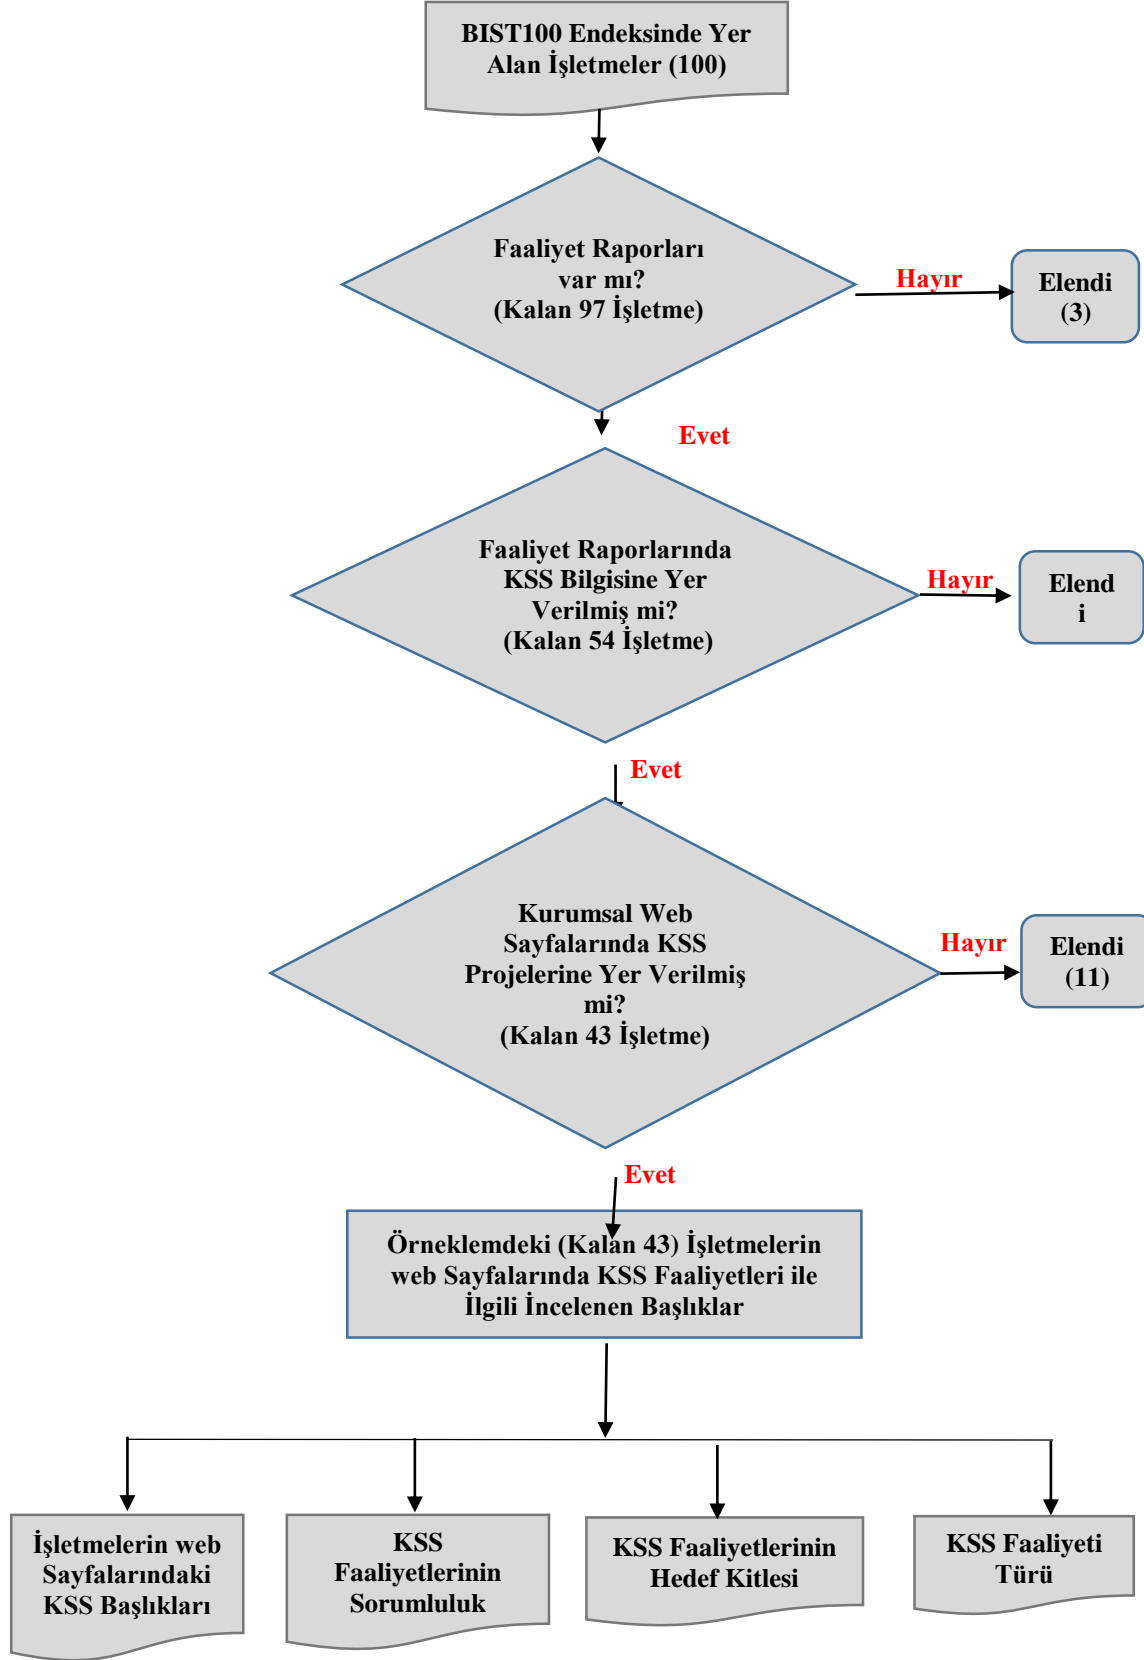 BIST100 Endeksinde Yer
Alan İşletmeler (100)
Faaliyet Raporları
var mı?
(Kalan 97 İşletme)
Hayır
Elendi
(3)
Evet
Faaliyet Raporlarında
KSS Bilgisine Yer
Verilmiş mi?
(Kalan 54 İşletme)
Hayır
Elend
i
Evet
Kurumsal Web
Sayfalarında KSS
Projelerine Yer Verilmiş
mi?
(Kalan 43 İşletme)
Hayır
Elendi
(11)
Evet
Örneklemdeki (Kalan 43) İşletmelerin
web Sayfalarında KSS Faaliyetleri ile
İlgili İncelenen Başlıklar
İşletmelerin web
Sayfalarındaki
KSS Başlıkları
KSS
Faaliyetlerinin
Sorumluluk
KSS Faaliyetlerinin
Hedef Kitlesi
KSS Faaliyeti
Türü